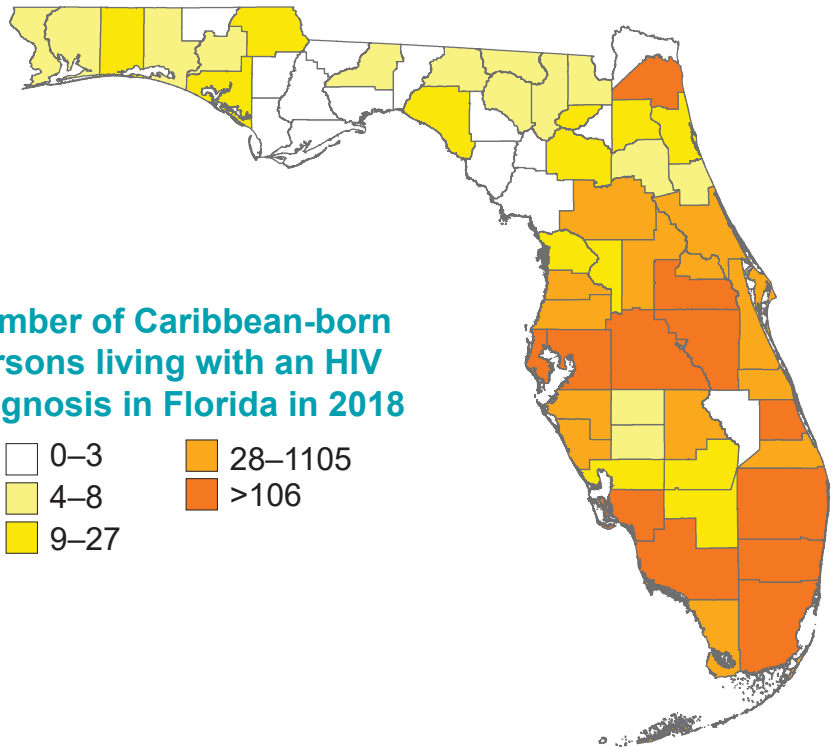 mber of Caribbean-born
rsons living with an HIV
gnosis in Florida in 2018
0–3
4–8
9–27
28–1105
>106